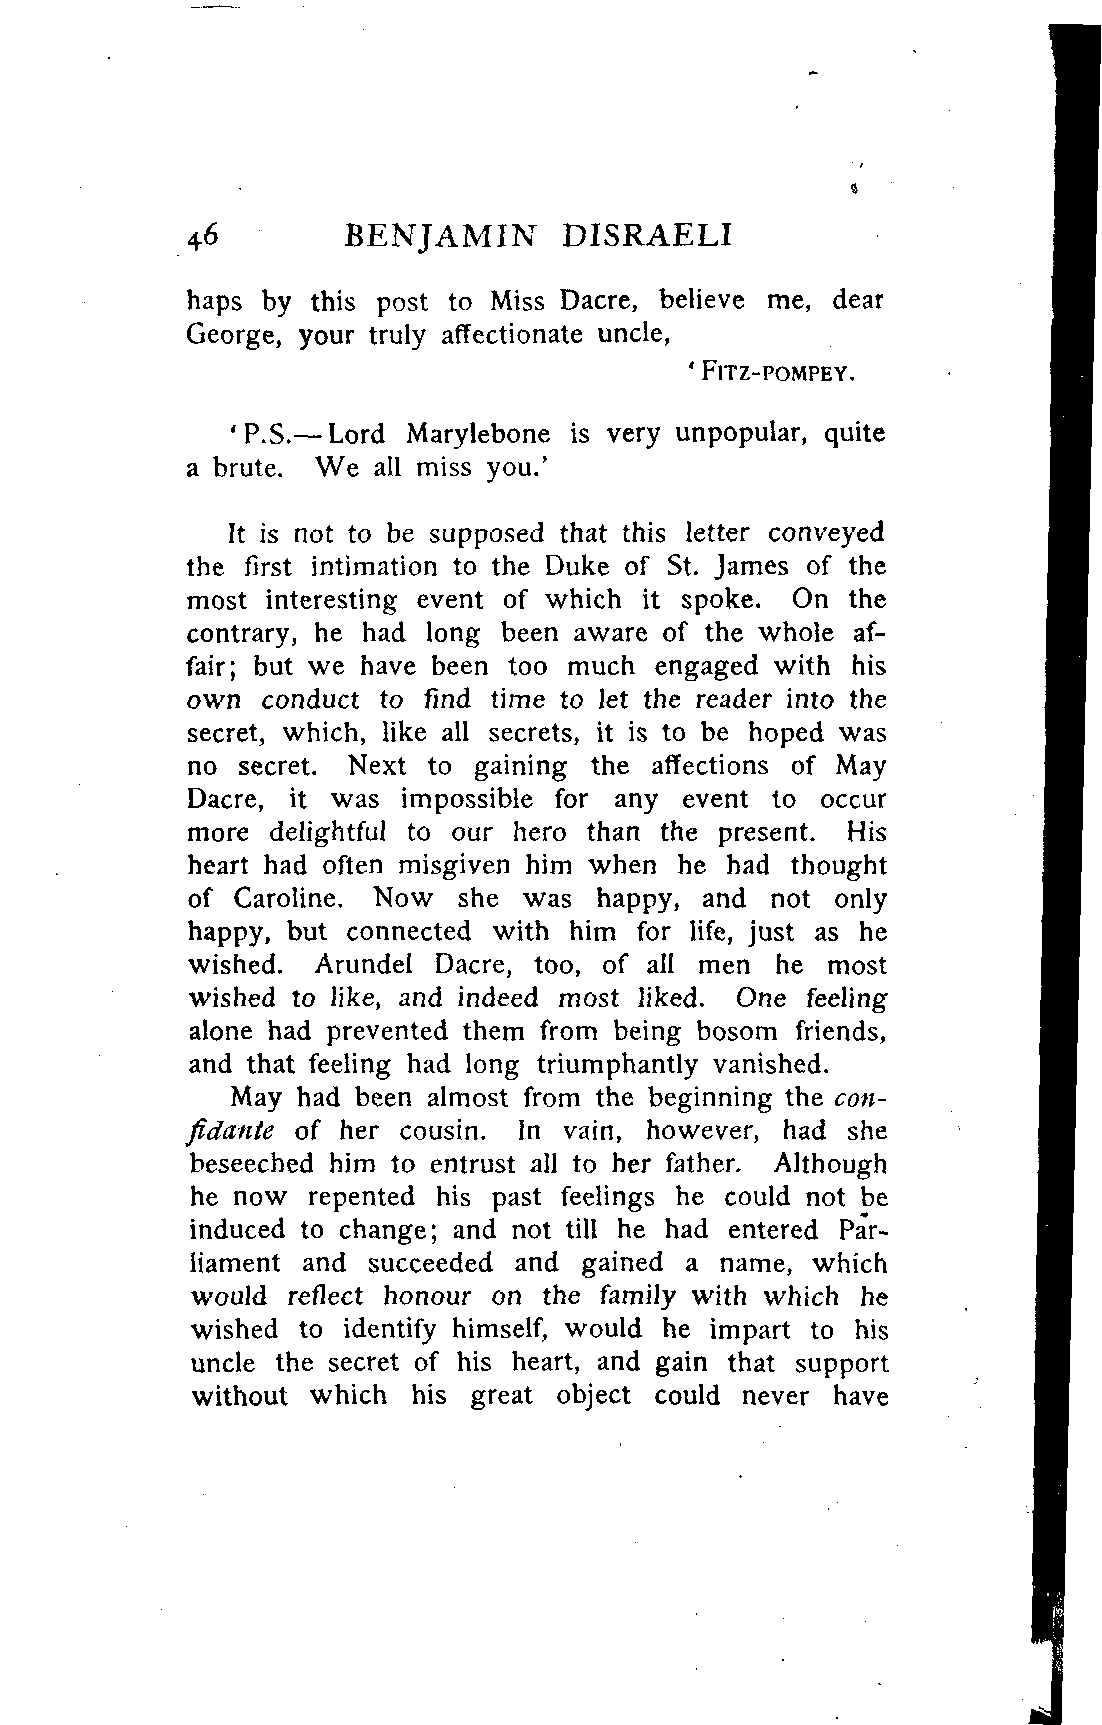 46 BENJAMIN DISRAELI
haps by this post to Miss Dacre, believe me, dear
George, your truly affectionate uncle,
‘ FITZ-POMPEY.
‘ P.S.— Lord Marylebone is very unpopular, quite
a brute. We all miss you.’
It is not to be supposed that this letter conveyed
the first intimation to the Duke of St. James of the
most interesting event of which it spoke. On the
contrary, he had long been aware of the whole af-
fair; but we have been too much engaged with his
own conduct to find time to let the reader into the
secret, which, like all secrets, it is to be hoped was
no secret. Next to gaining the affections of May
Dacre, it was impossible for any event to occur
more delightful to our hero than the present. His
heart had often misgiven him when he had thought
of Caroline. Now she was happy, and not only
happy, but connected with him for life, just as he
wished. Arundel Dacre, too, of all men he most
wished to like, and indeed most liked. One feeling
alone had prevented them from being bosom friends,
and that feeling had long triumphantly vanished.
May had been almost from the beginning the con-
fidante of her cousin. In vain, however, had she
beseeched him to entrust all to her father. Although
he now repented his past feelings he could not be
induced to change; and not till he had entered Par-
liament and succeeded and gained a name, which
would reflect honour on the family with which he
wished to identify himself, would he impart to his
uncle the secret of his heart, and gain that support
without which his great object could never have